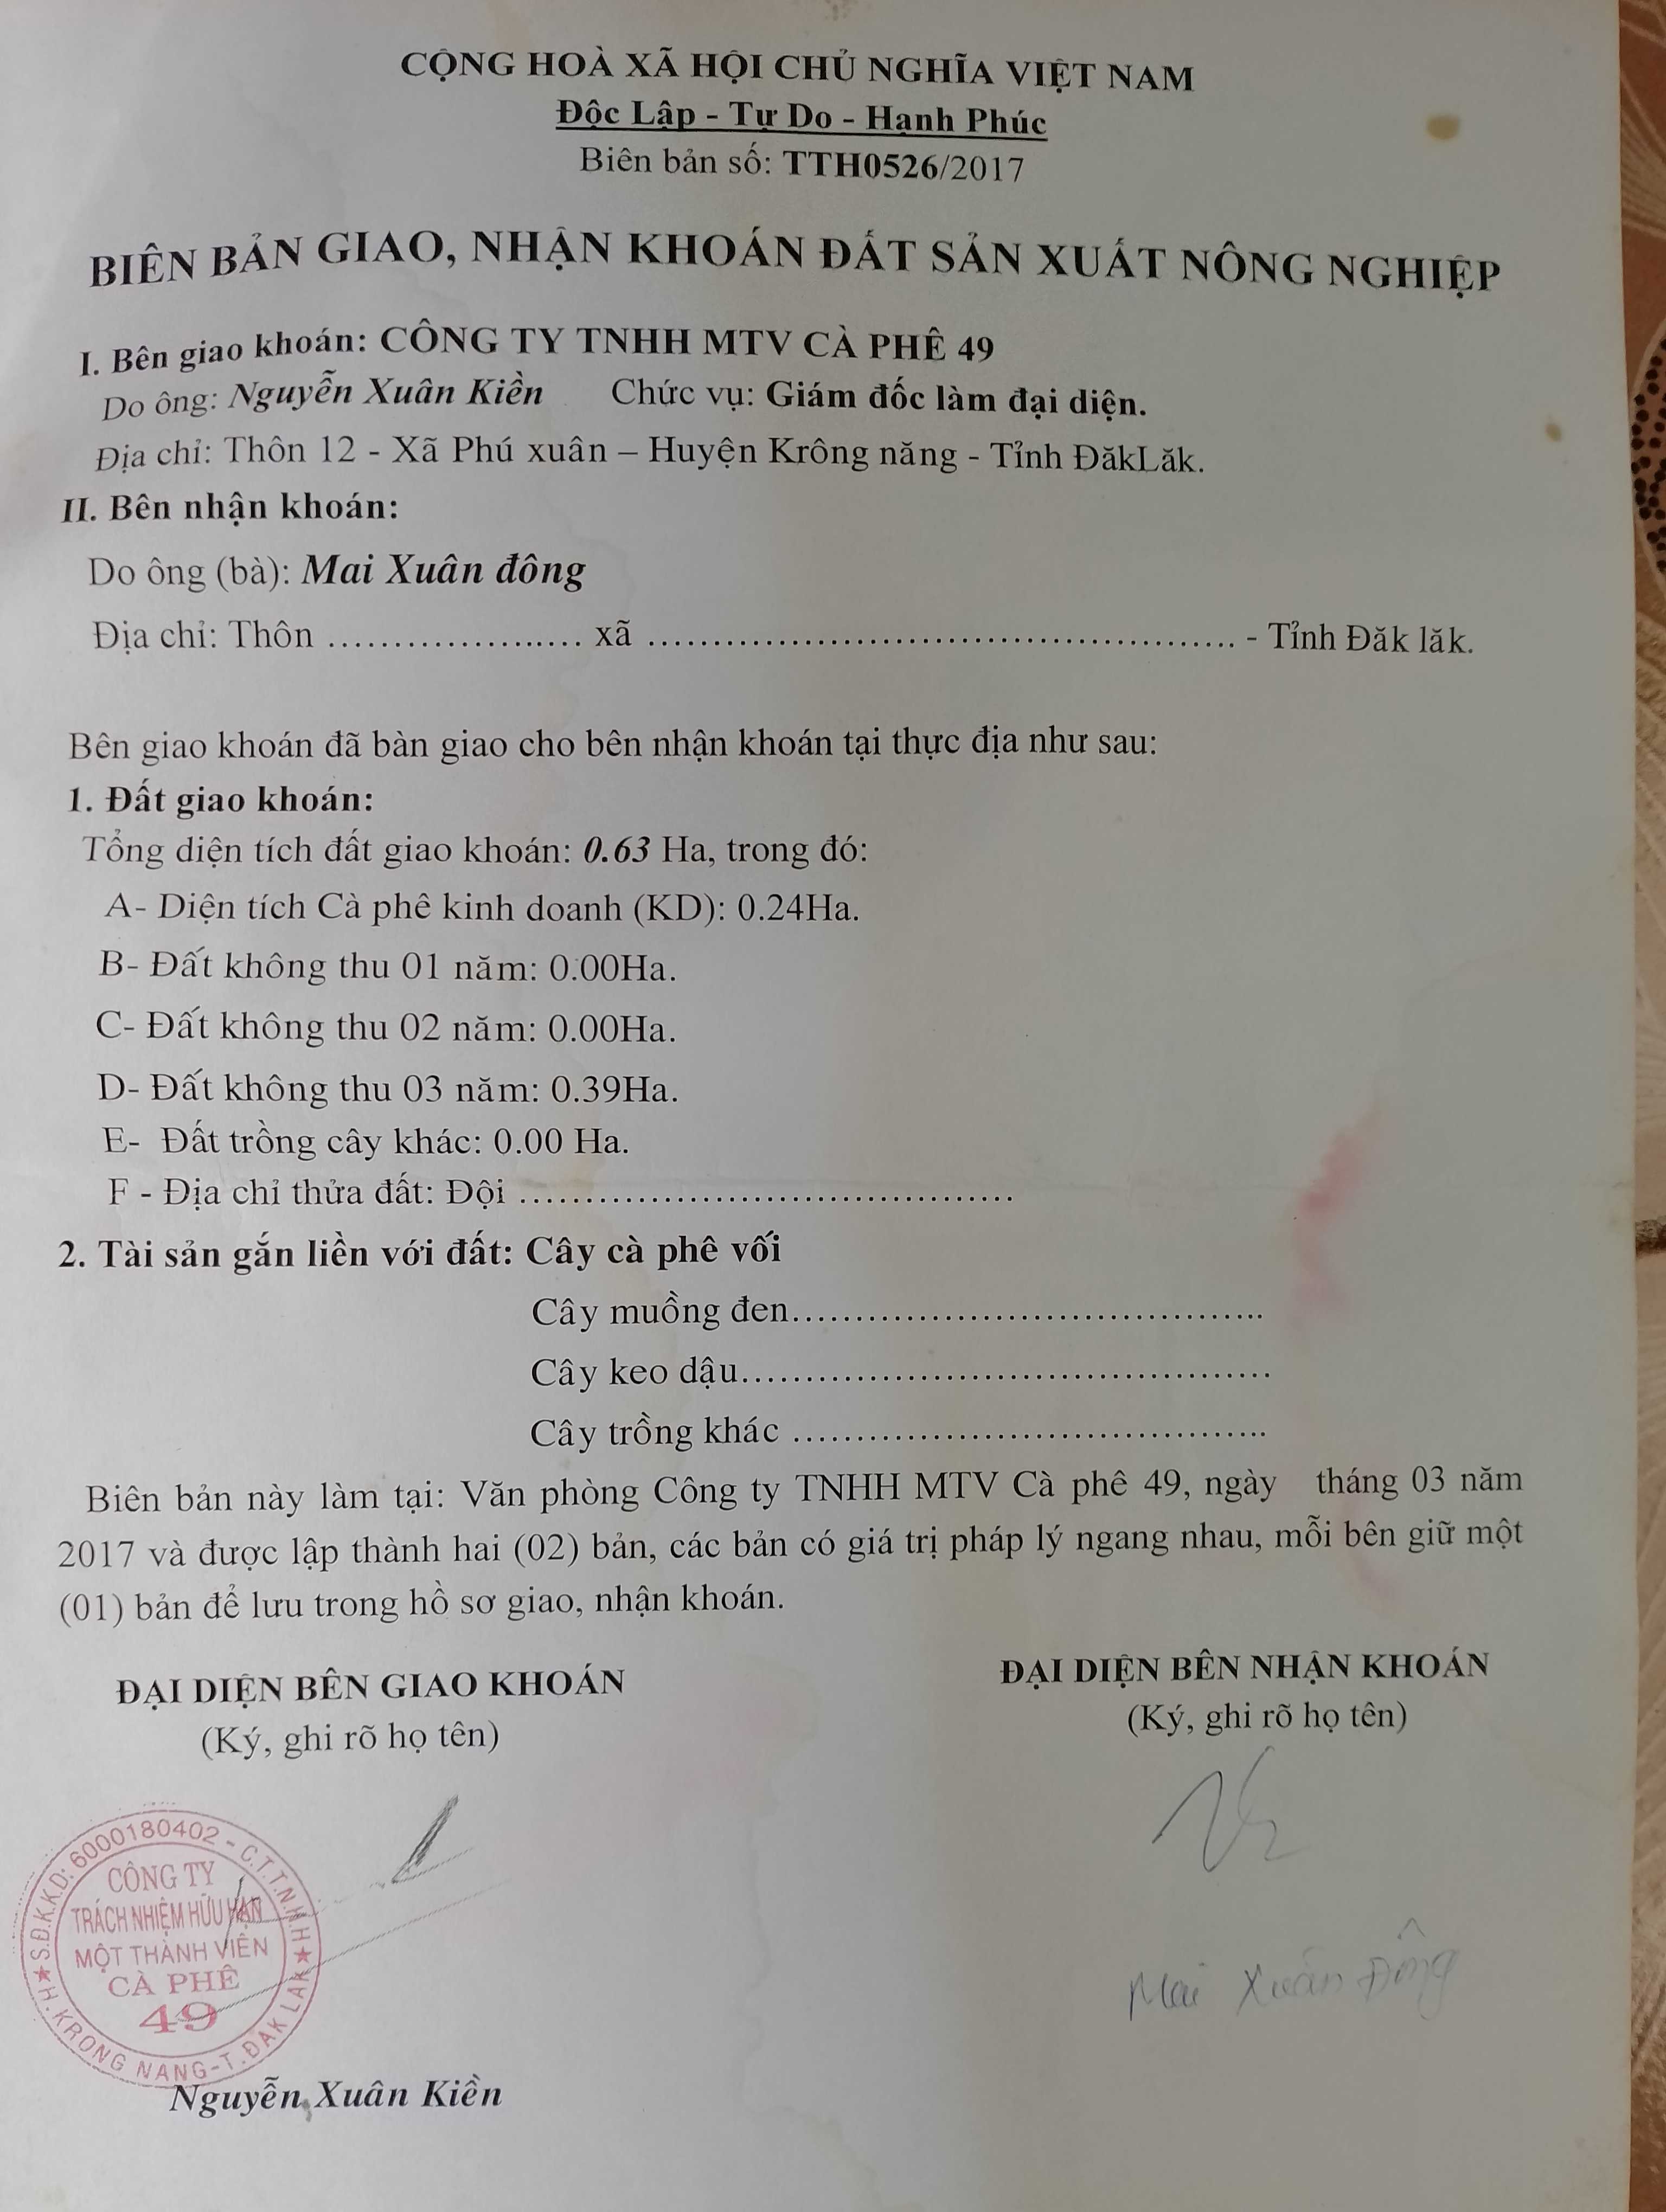 CỘNG HOÀ XÃ HỘI CHỦ NGHĨA VIỆT NAM
Độc Lập - Tự Do - Hạnh Phúc
Biên bản số: TTH0526/2017
BIÊN BẢN GIAO, NHẬN KHOÁN ĐẤT SẢN XUẤT NÔNG NGHIỆP
I. Bên giao khoán: CÔNG TY TNHH MTV CÀ PHÊ 49
Do ông: Nguyễn Xuân Kiền Chức vụ: Giám đốc làm đại diện.
Địa chỉ: Thôn 12 - Xã Phú xuân – Huyện Krông năng - Tỉnh ĐăkLăk.
II. Bên nhận khoán:
Do ông (bà): Mai Xuân đông
Địa chỉ: Thôn ........................ xã ........................................................ - Tỉnh Đăk lăk.
Bên giao khoán đã bàn giao cho bên nhận khoán tại thực địa như sau:
1. Đất giao khoán:
Tổng diện tích đất giao khoán: 0.63 Ha, trong đó:
A- Diện tích Cà phê kinh doanh (KD): 0.24Ha.
B- Đất không thu 01 năm: 0.00Ha.
C- Đất không thu 02 năm: 0.00Ha.
D- Đất không thu 03 năm: 0.39Ha.
E- Đất trồng cây khác: 0.00 Ha.
F - Địa chỉ thửa đất: Đội ................................................
2. Tài sản gắn liền với đất: Cây cà phê vối
Cây muồng đen..............................................
Cây keo dậu...................................................
Cây trồng khác ..............................................
Biên bản này làm tại: Văn phòng Công ty TNHH MTV Cà phê 49, ngày tháng 03 năm
2017 và được lập thành hai (02) bản, các bản có giá trị pháp lý ngang nhau, mỗi bên giữ một
(01) bản để lưu trong hồ sơ giao, nhận khoán.
ĐẠI DIỆN BÊN GIAO KHOÁN
(Ký, ghi rõ họ tên)
ĐẠI DIỆN BÊN NHẬN KHOÁN
(Ký, ghi rõ họ tên)
S.Đ.K.K.D: 6000180402 - C.T.T.N.H.H
CÔNG TY
TRÁCH NHIỆM HỮU HẠN
MỘT THÀNH VIÊN
CÀ PHÊ
49
H. KRÔNG NĂNG - T. ĐẮK LẮK
Mai Xuân Đông
Nguyễn Xuân Kiền